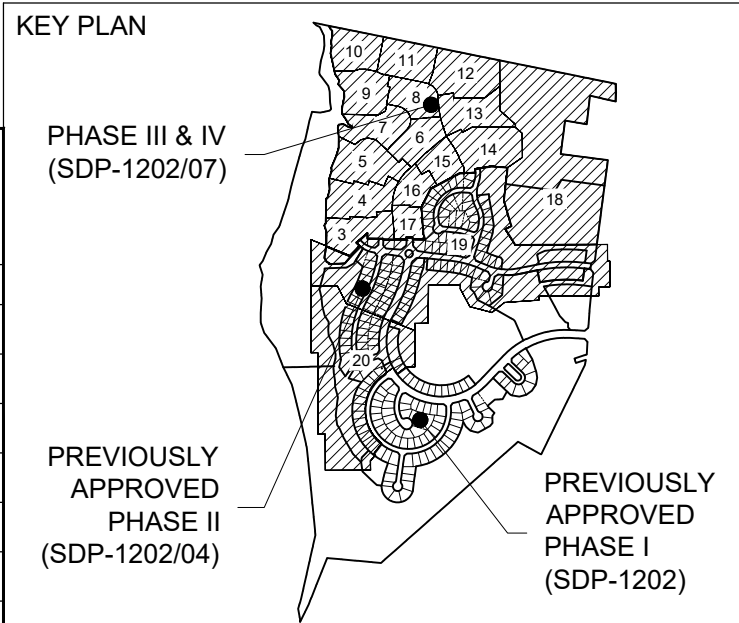 KEY PLAN
10
11
12
9
8
13
7
6
14
5
15
4
16
18
3
17
19
20
PHASE III & IV
(SDP-1202/07)
PREVIOUSLY
APPROVED
PHASE II
(SDP-1202/04)
PREVIOUSLY
APPROVED
PHASE I
(SDP-1202)